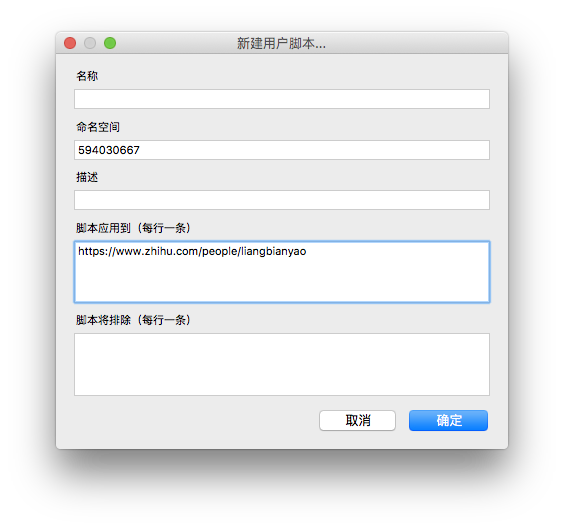 新建用户脚本...
名称
命名空间
594030667
描述
脚本应用到（每行一条）
https://www.zhihu.com/people/liangbianyao
脚本将排除（每行一条）
取消
确定